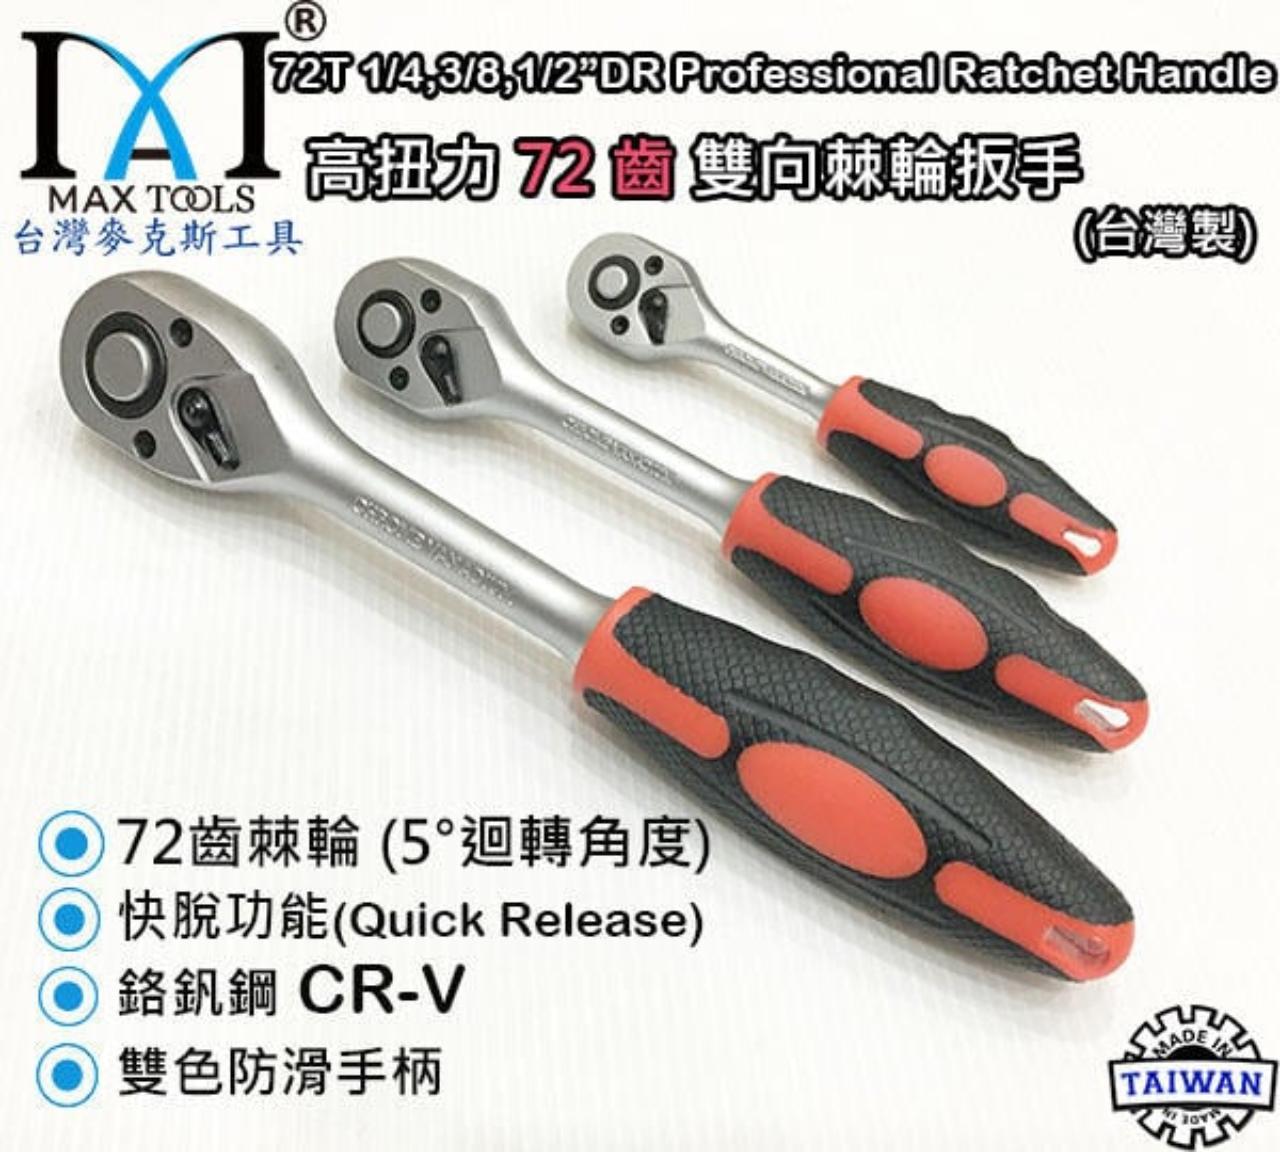 ®
72T 1/4,3/8,1/2”DR Professional Ratchet Handle
MAX TOOLS
高扭力 72 齒 雙向棘輪扳手
台灣麥克斯工具
(台灣製)
72齒棘輪 (5°迴轉角度)
快脫功能(Quick Release)
鉻釩鋼 CR-V
雙色防滑手柄
MADE IN
TAIWAN
MADE IN